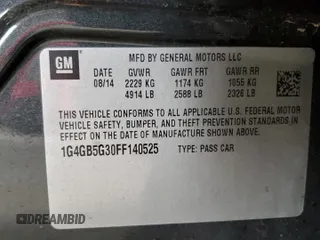 GM
MFD BY GENERAL MOTORS LLC
08/14 GVWR GAWR FRT GAWR RR
2229 KG 1174 KG 1055 KG
4914 LB 2588 LB 2326 LB
THIS VEHICLE CONFORMS TO ALL APPLICABLE U.S. FEDERAL MOTOR
VEHICLE SAFETY, BUMPER, AND THEFT PREVENTION STANDARDS IN
EFFECT ON THE DATE OF MANUFACTURE SHOWN ABOVE.
1G4GB5G30FF140525 TYPE: PASS CAR
DREAMBID